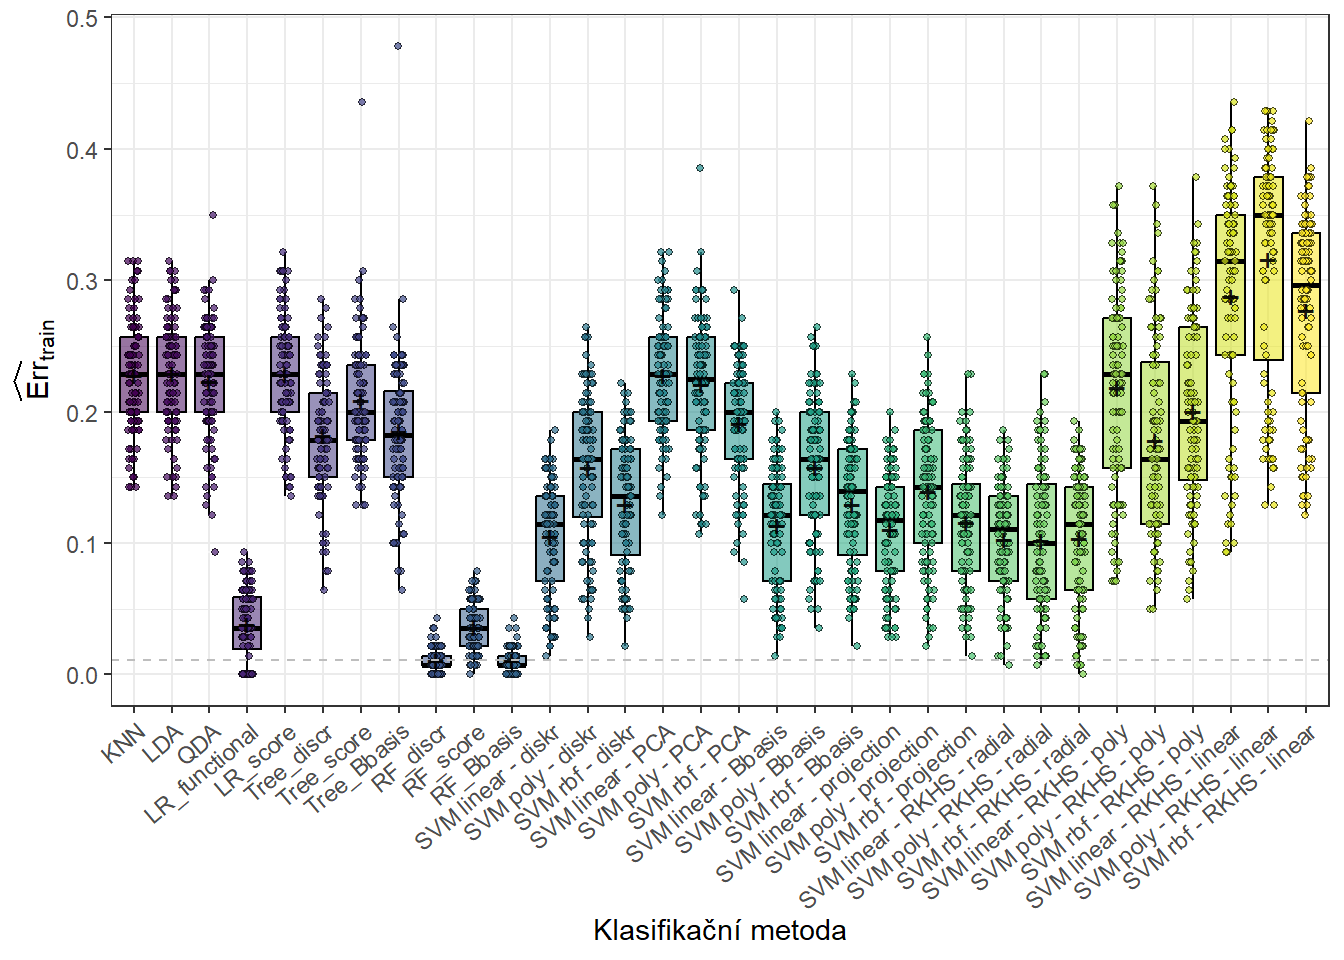 0.5
0.4
0.3
0.2
0.1
0.0
Err train
KNN
LDA
QDA
LR_functional
LR_score
Tree_discr
Tree_score
Tree_Bbasis
RF_discr
RF_score
RF_Bbasis
SVM linear - diskr
SVM poly - diskr
SVM rbf - diskr
SVM linear - PCA
SVM poly - PCA
SVM rbf - PCA
SVM linear - Bbasis
SVM poly - Bbasis
SVM rbf - Bbasis
SVM linear - projection
SVM poly - projection
SVM rbf - projection
SVM linear - RKHS - radial
SVM poly - RKHS - radial
SVM rbf - RKHS - radial
SVM linear - RKHS - poly
SVM poly - RKHS - poly
SVM rbf - RKHS - poly
SVM linear - RKHS - linear
SVM poly - RKHS - linear
SVM rbf - RKHS - linear
Klasifikační metoda